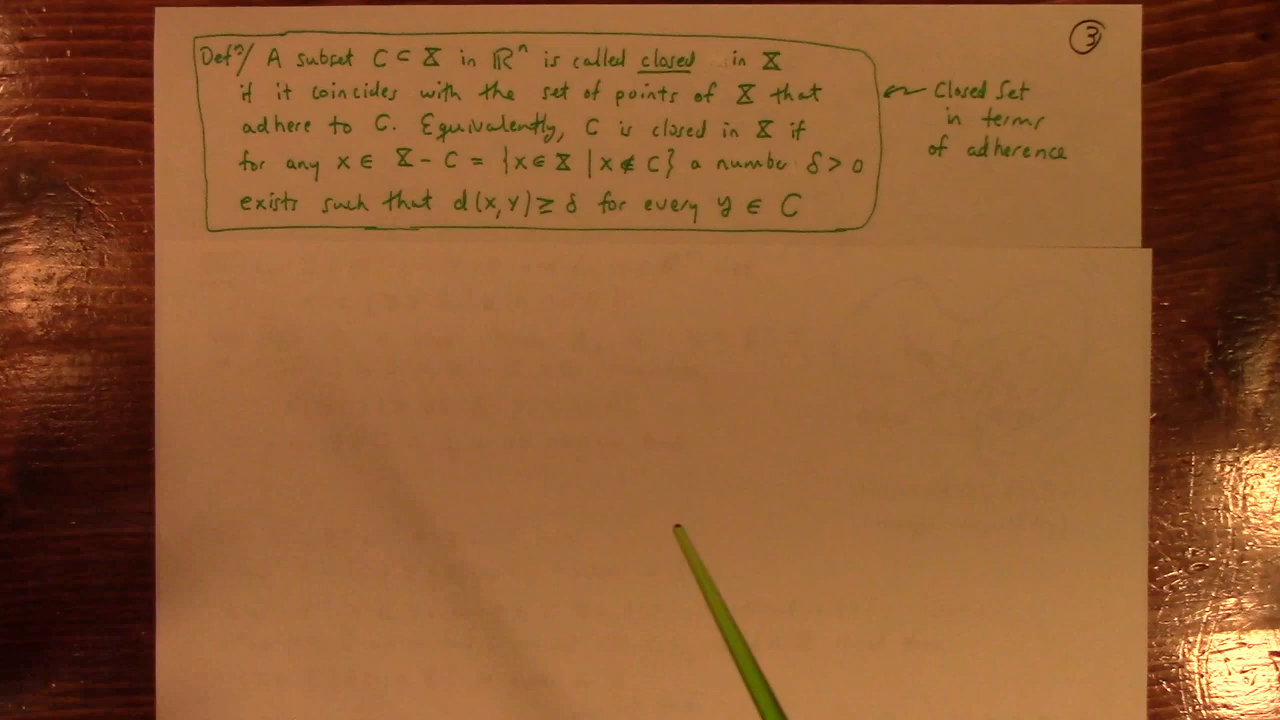 ③
Defⁿ/ A subset C ⊂ X in ℝⁿ is called closed in X
if it coincides with the set of points of X that
adhere to C. Equivalently, C is closed in X if
for any x ∈ X - C = {x ∈ X | x ∉ C} a number δ > 0
exists such that d(x,y) ≥ δ for every y ∈ C
Closed Set
in terms
of adherence